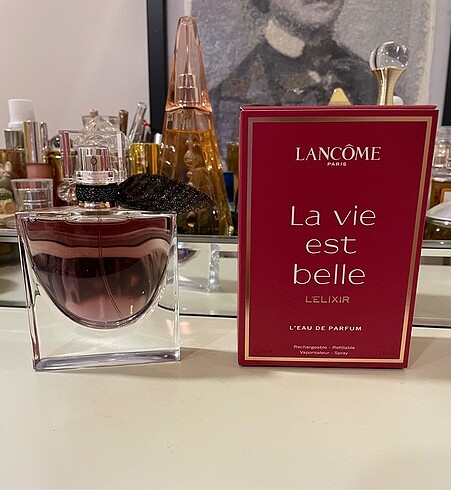 LANCÔME
PARIS
La vie
est
belle
L'ELIXIR
L'EAU DE PARFUM
Rechargeable - Refillable
Vaporisateur - Spray